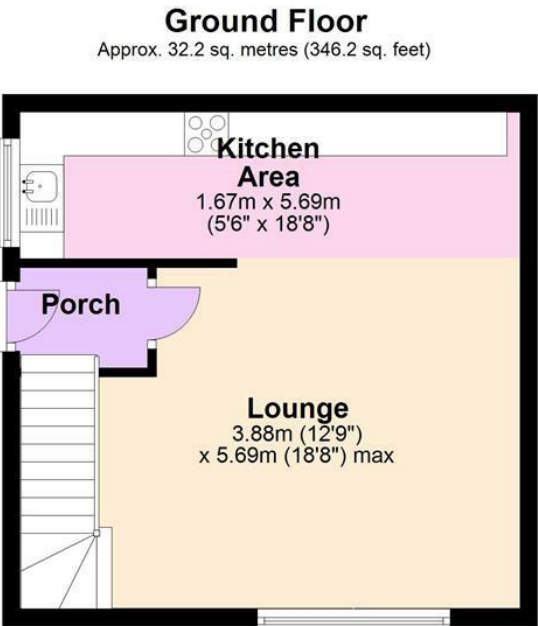 Ground Floor
Approx. 32.2 sq. metres (346.2 sq. feet)
Kitchen
Area
1.67m x 5.69m
(5'6" x 18'8")
Porch
Lounge
3.88m (12'9")
x 5.69m (18'8") max